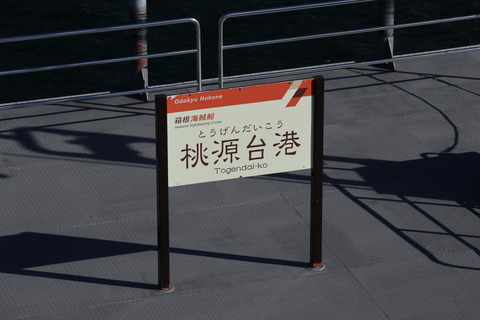 Odakyu Hakone
箱根海賊船
Hakone Sightseeing Cruise
とうげんだいこう
桃源台港
Togendai-ko